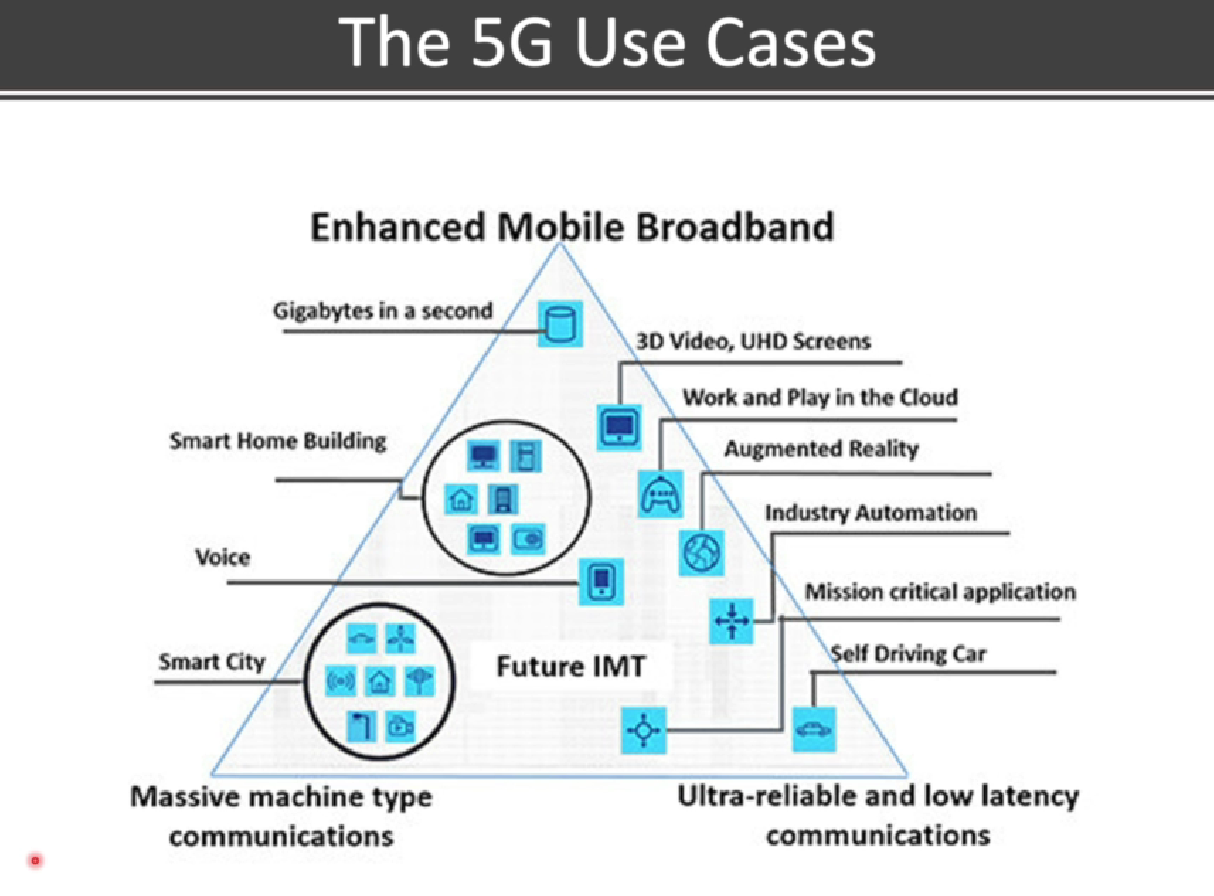 The 5G Use Cases
Enhanced Mobile Broadband
Gigabytes in a second
3D Video, UHD Screens
Work and Play in the Cloud
Smart Home Building
Augmented Reality
Industry Automation
Voice
Mission critical application
Smart City
Future IMT
Self Driving Car
Massive machine type
communications
Ultra-reliable and low latency
communications